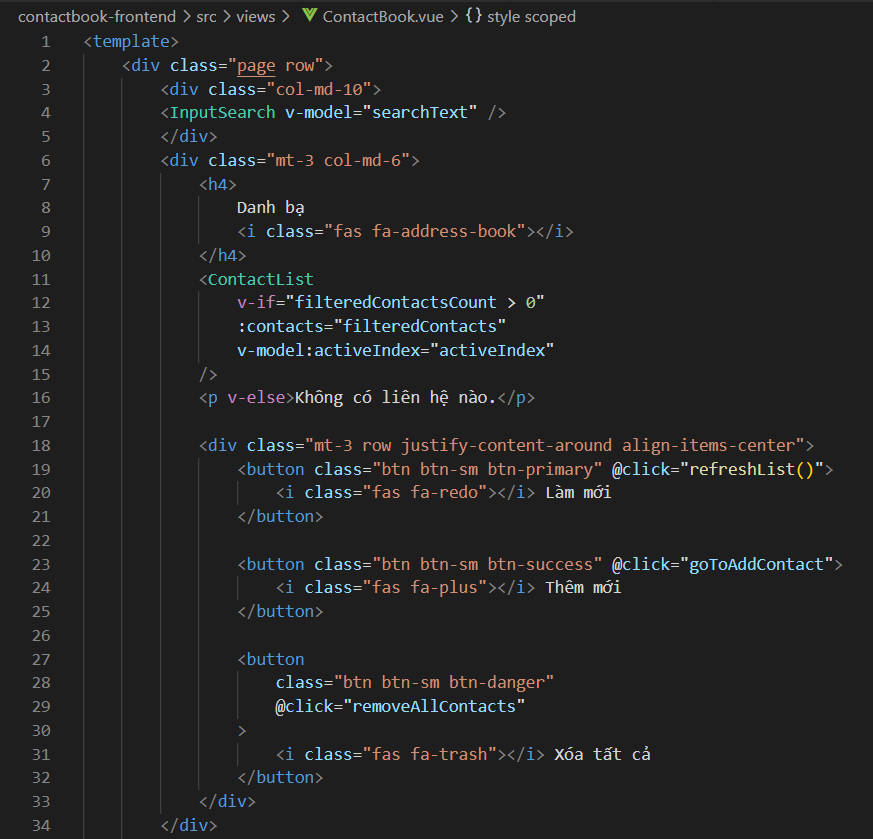 contactbook-frontend > src > views > ContactBook.vue > {} style scoped
1 <template>
2 <div class="page row">
3 <div class="col-md-10">
4 <InputSearch v-model="searchText" />
5 </div>
6 <div class="mt-3 col-md-6">
7 <h4>
8 Danh bạ
9 <i class="fas fa-address-book"></i>
10 </h4>
11 <ContactList
12 v-if="filteredContactsCount > 0"
13 :contacts="filteredContacts"
14 v-model:activeIndex="activeIndex"
15 />
16 <p v-else>Không có liên hệ nào.</p>
17
18 <div class="mt-3 row justify-content-around align-items-center">
19 <button class="btn btn-sm btn-primary" @click="refreshList()">
20 <i class="fas fa-redo"></i> Làm mới
21 </button>
22
23 <button class="btn btn-sm btn-success" @click="goToAddContact">
24 <i class="fas fa-plus"></i> Thêm mới
25 </button>
26
27 <button
28 class="btn btn-sm btn-danger"
29 @click="removeAllContacts"
30 >
31 <i class="fas fa-trash"></i> Xóa tất cả
32 </button>
33 </div>
34 </div>